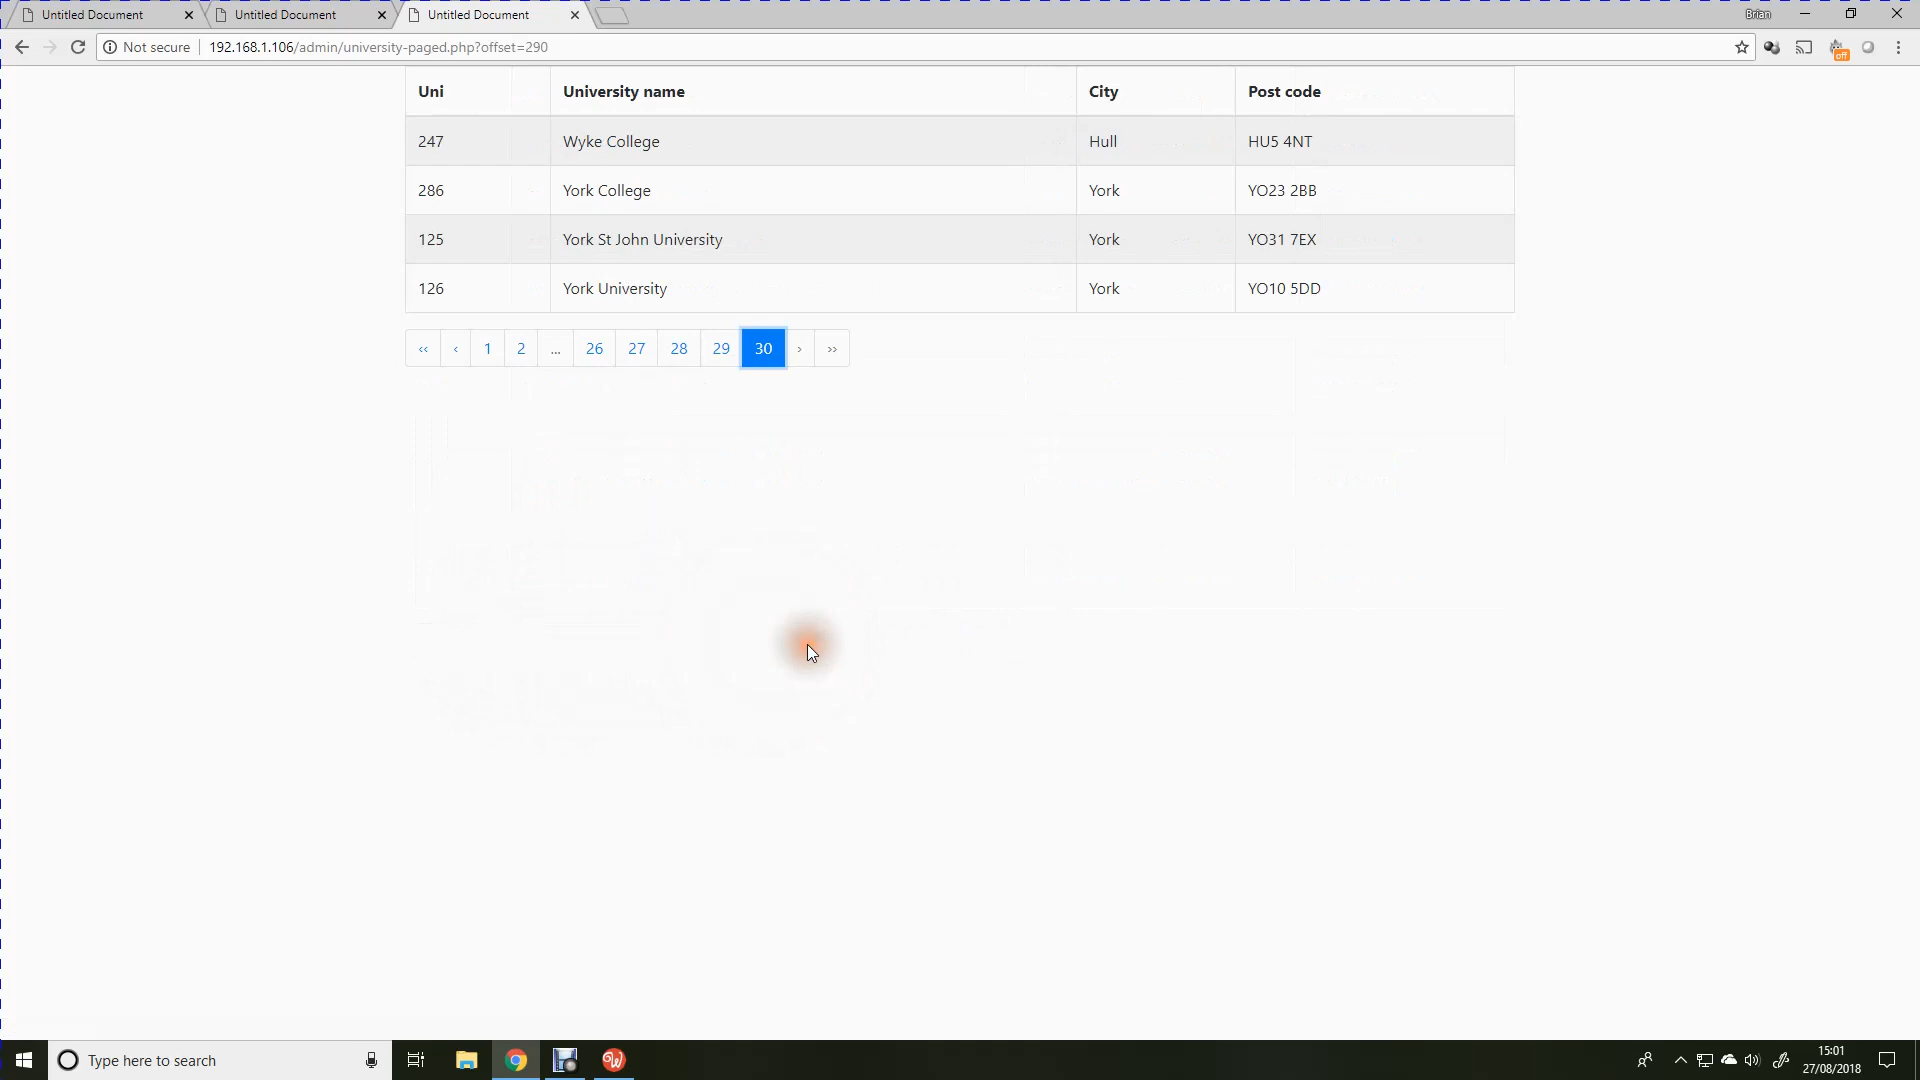 Untitled Document
Untitled Document
Untitled Document
Brian
Not secure
192.168.1.106/admin/university-paged.php?offset=290
off
Uni University name City Post code
247 Wyke College Hull HU5 4NT
286 York College York YO23 2BB
125 York St John University York YO31 7EX
126 York University York YO10 5DD
‹‹ ‹ 1 2 ... 26 27 28 29 30 › ››
Type here to search
15:01
27/08/2018